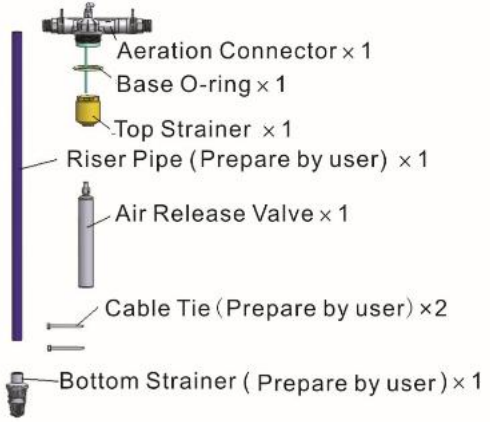 Aeration Connector × 1
Base O-ring × 1
Top Strainer × 1
Riser Pipe (Prepare by user) × 1
Air Release Valve × 1
Cable Tie (Prepare by user) ×2
Bottom Strainer ( Prepare by user ) × 1